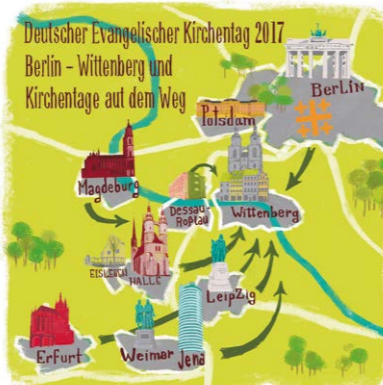 Deutscher Evangelischer Kirchentag 2017
Berlin - Wittenberg und
Kirchentage auf dem Weg
Berlin
Potsdam
Magdeburg
Dessau-
Roßlau
Wittenberg
EISLEBEN
HALLE
Leipzig
Erfurt
Weimar
Jena